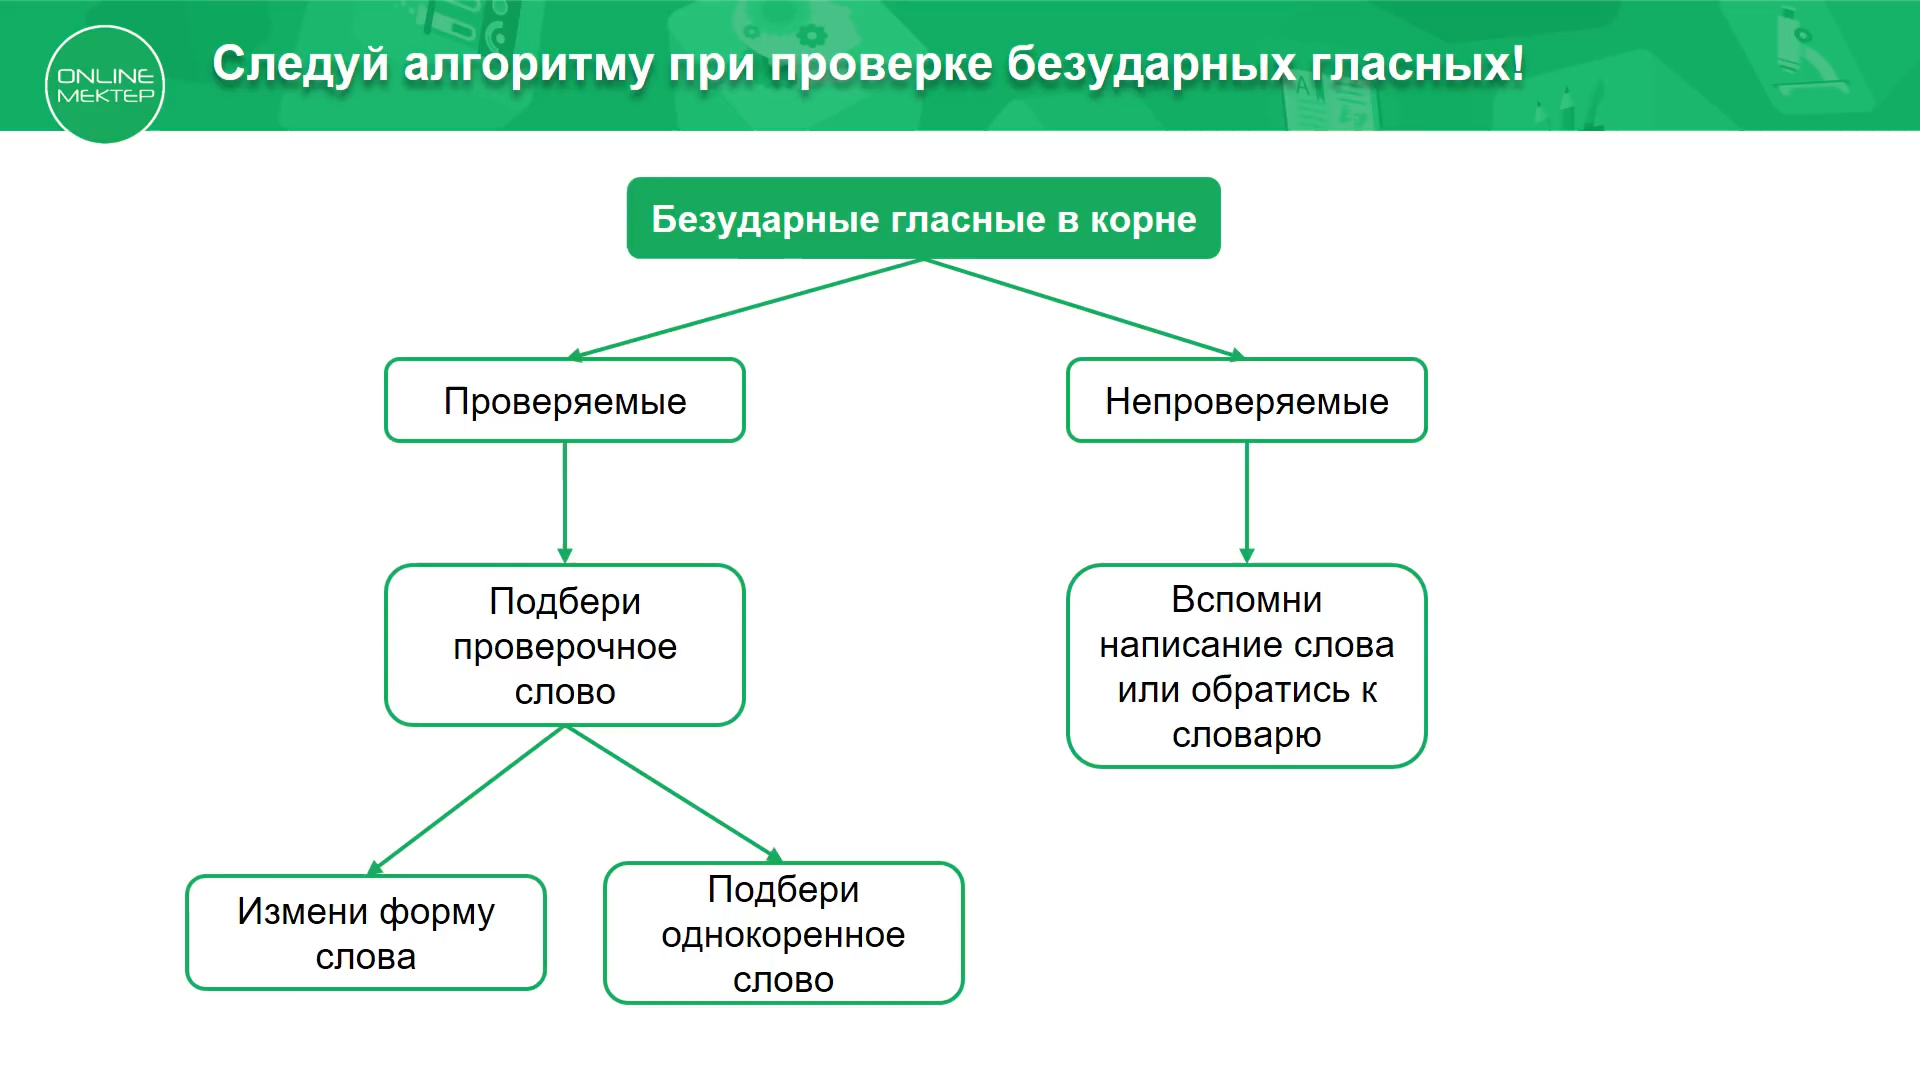 ONLINE
MEKTEP
Следуй алгоритму при проверке безударных гласных!
Безударные гласные в корне
Проверяемые
Непроверяемые
Подбери
проверочное
слово
Вспомни
написание слова
или обратись к
словарю
Измени форму
слова
Подбери
однокоренное
слово